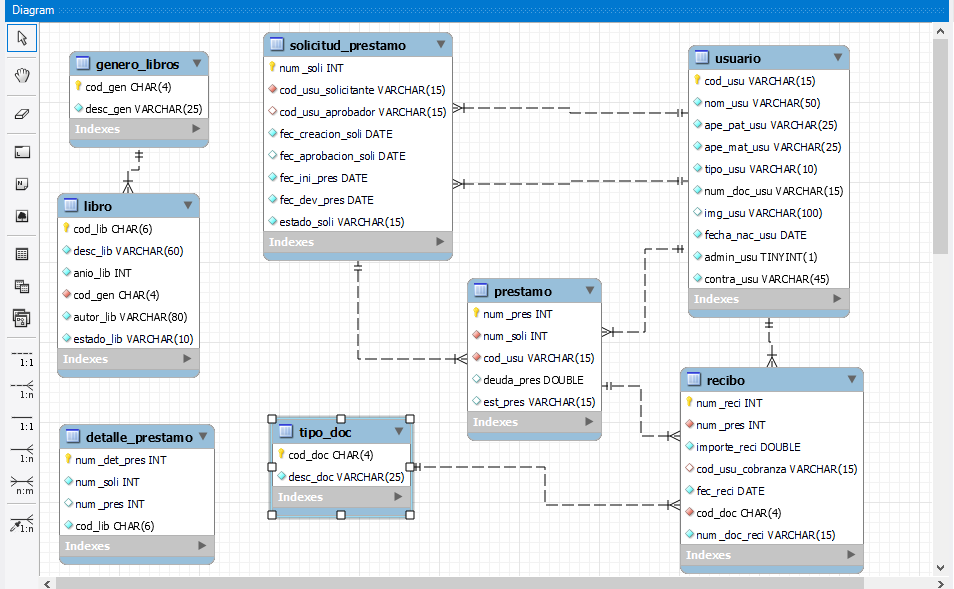 Diagram
1:1
1:n
1:1
1:n
n:m
1:n
genero_libros
cod_gen CHAR(4)
desc_gen VARCHAR(25)
Indexes
libro
cod_lib CHAR(6)
desc_lib VARCHAR(60)
anio_lib INT
cod_gen CHAR(4)
autor_lib VARCHAR(80)
estado_lib VARCHAR(10)
Indexes
detalle_prestamo
num_det_pres INT
num_soli INT
num_pres INT
cod_lib CHAR(6)
Indexes
solicitud_prestamo
num_soli INT
cod_usu_solicitante VARCHAR(15)
cod_usu_aprobador VARCHAR(15)
fec_creacion_soli DATE
fec_aprobacion_soli DATE
fec_ini_pres DATE
fec_dev_pres DATE
estado_soli VARCHAR(15)
Indexes
tipo_doc
cod_doc CHAR(4)
desc_doc VARCHAR(25)
Indexes
prestamo
num_pres INT
num_soli INT
cod_usu VARCHAR(15)
deuda_pres DOUBLE
est_pres VARCHAR(15)
Indexes
usuario
cod_usu VARCHAR(15)
nom_usu VARCHAR(50)
ape_pat_usu VARCHAR(25)
ape_mat_usu VARCHAR(25)
tipo_usu VARCHAR(10)
num_doc_usu VARCHAR(15)
img_usu VARCHAR(100)
fecha_nac_usu DATE
admin_usu TINYINT(1)
contra_usu VARCHAR(45)
Indexes
recibo
num_reci INT
num_pres INT
importe_reci DOUBLE
cod_usu_cobranza VARCHAR(15)
fec_reci DATE
cod_doc CHAR(4)
num_doc_reci VARCHAR(15)
Indexes